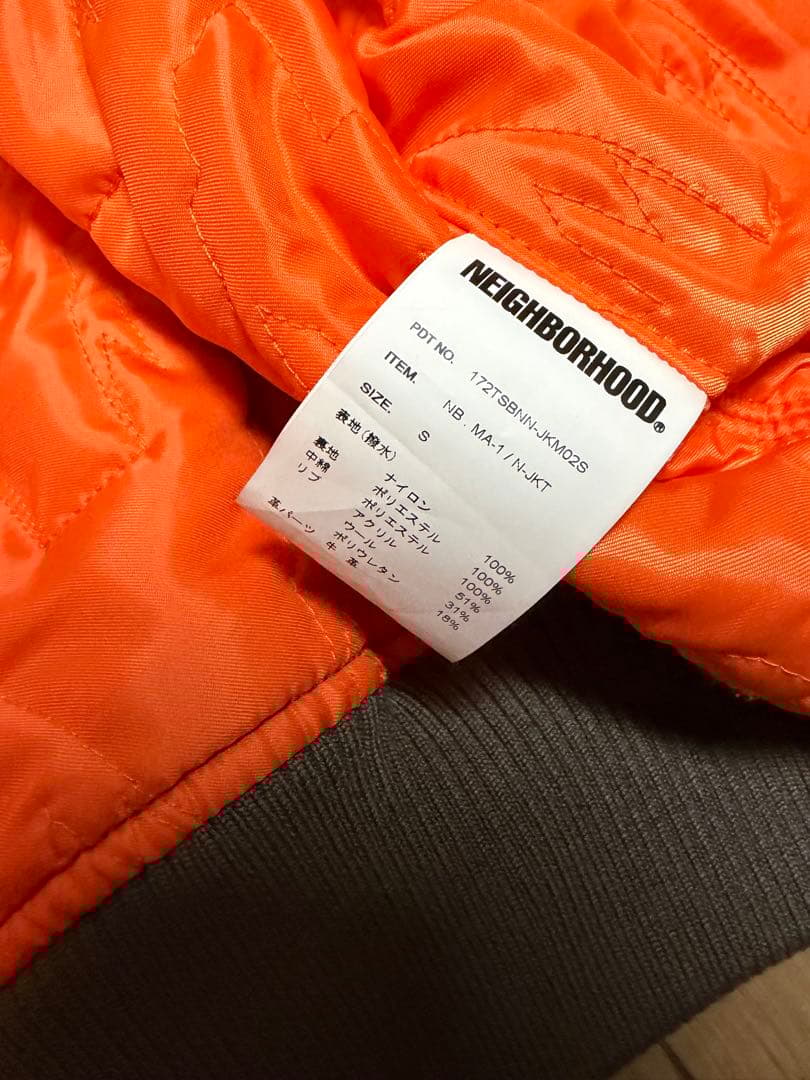 NEIGHBORHOOD®
PDT NO. 172TSBNN-JKM02S
ITEM. NB . MA-1 / N-JKT
SIZE. S
表地(撥水) ナイロン 100%
裏地 ポリエステル 100%
中綿 ポリエステル 100%
リブ アクリル 51%
ウール 31%
ポリウレタン 18%
革パーツ 牛 革